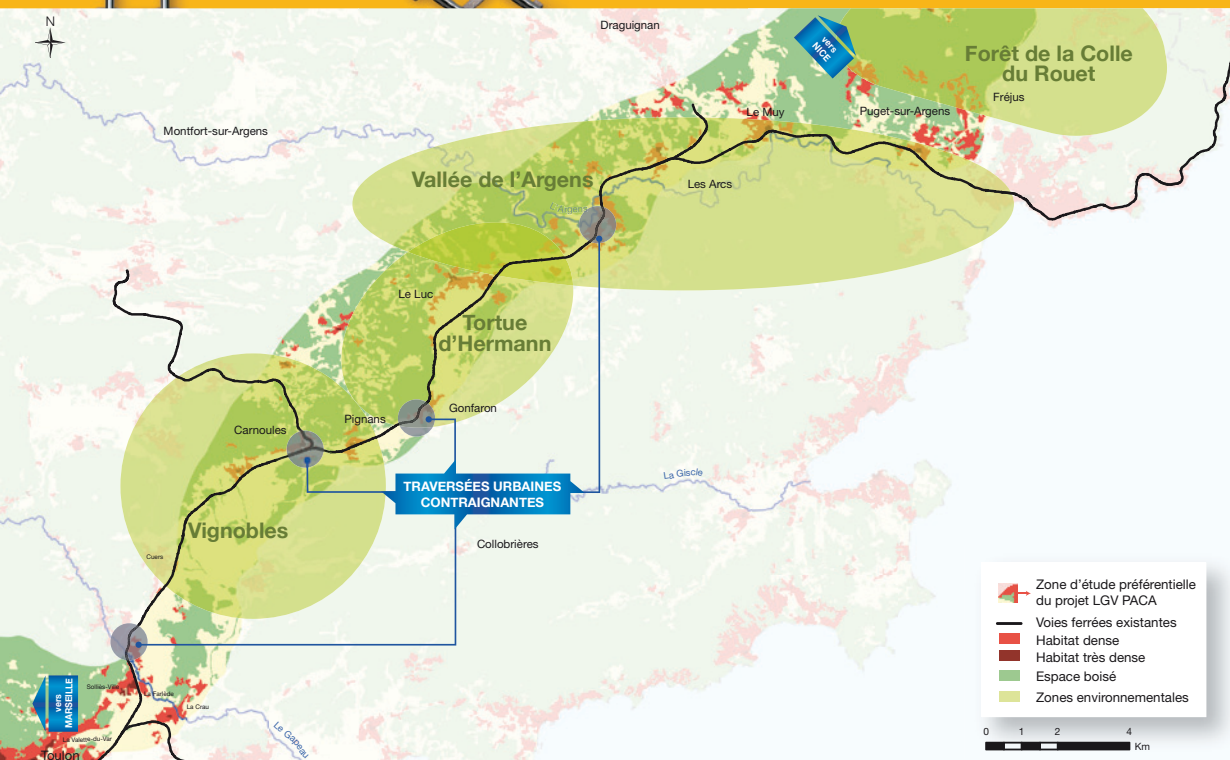 N
Draguignan
vers
NICE
Forêt de la Colle
du Rouet
Fréjus
Le Muy
Puget-sur-Argens
Montfort-sur-Argens
Vallée de l'Argens
Les Arcs
Argens
Le Luc
Tortue
d'Hermann
Gonfaron
Pignans
Carnoules
TRAVERSÉES URBAINES
CONTRAIGNANTES
La Giscle
Vignobles
Collobrières
Cuers
vers
MARSEILLE
Solliès-Ville
La Farlède
La Crau
La Valette-du-Var
Le Gapeau
Toulon
Zone d'étude préférentielle
du projet LGV PACA
Voies ferrées existantes
Habitat dense
Habitat très dense
Espace boisé
Zones environnementales
0 1 2 4
Km